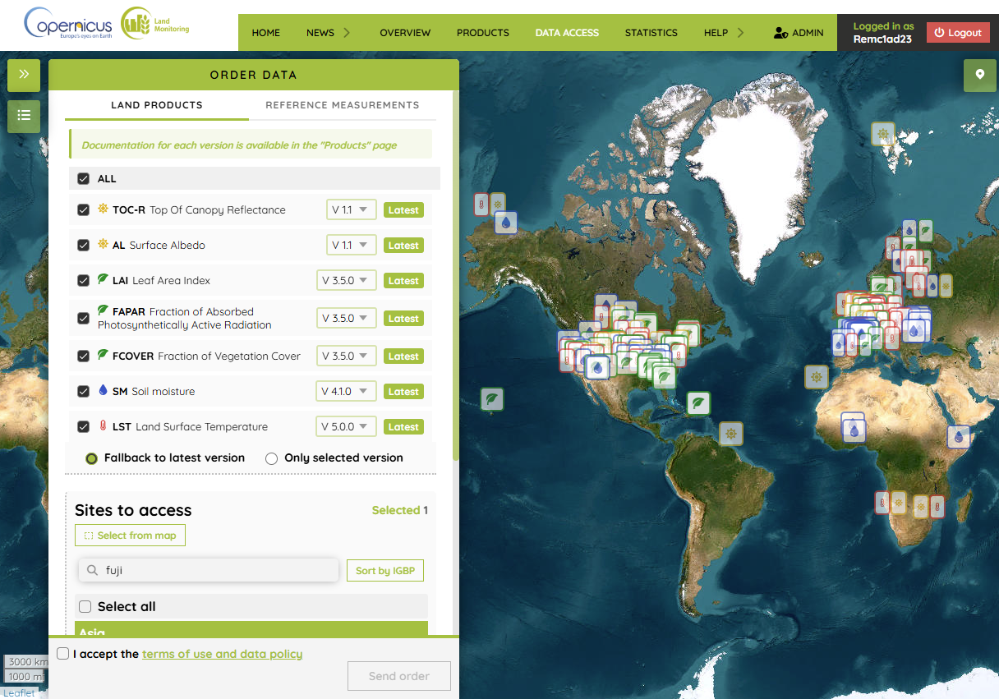 opernicus
Europe's eyes on Earth
Land
Monitoring
HOME
NEWS
OVERVIEW
PRODUCTS
DATA ACCESS
STATISTICS
HELP
ADMIN
Logged in as
Remc1ad23
Logout
ORDER DATA
LAND PRODUCTS
REFERENCE MEASUREMENTS
Documentation for each version is available in the "Products" page
ALL
TOC-R Top Of Canopy Reflectance V 1.1 Latest
AL Surface Albedo V 1.1 Latest
LAI Leaf Area Index V 3.5.0 Latest
FAPAR Fraction of Absorbed
Photosynthetically Active Radiation V 3.5.0 Latest
FCOVER Fraction of Vegetation Cover V 3.5.0 Latest
SM Soil moisture V 4.1.0 Latest
LST Land Surface Temperature V 5.0.0 Latest
Fallback to latest version
Only selected version
Sites to access
Selected 1
Select from map
fuji
Sort by IGBP
Select all
Asia
I accept the terms of use and data policy
Send order
3000 km
1000 mi
Leaflet